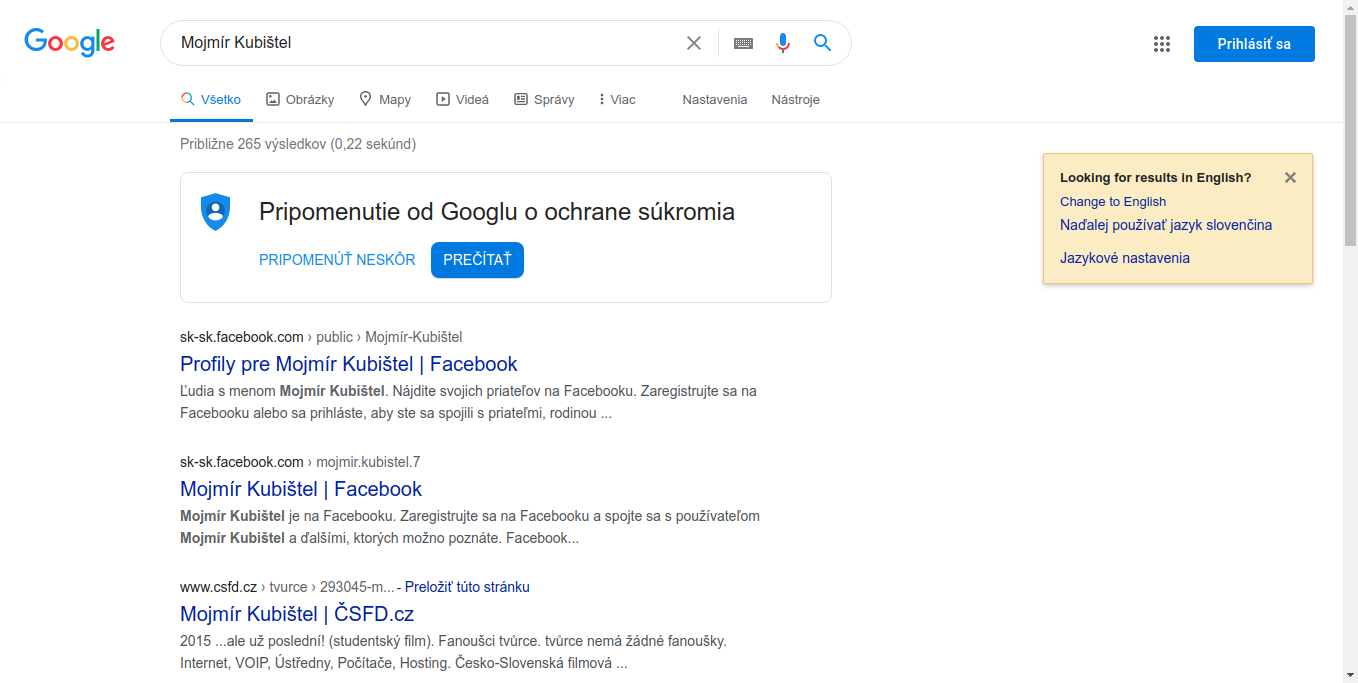 Google
Mojmír Kubištel
Prihlásiť sa
Všetko Obrázky Mapy Videá Správy Viac Nastavenia Nástroje
Približne 265 výsledkov (0,22 sekúnd)
Pripomenutie od Googlu o ochrane súkromia
PRIPOMENÚŤ NESKÔR PREČÍTAŤ
Looking for results in English?
Change to English
Naďalej používať jazyk slovenčina
Jazykové nastavenia
sk-sk.facebook.com › public › Mojmír-Kubištel
Profily pre Mojmír Kubištel | Facebook
Ľudia s menom Mojmír Kubištel. Nájdite svojich priateľov na Facebooku. Zaregistrujte sa na
Facebooku alebo sa prihláste, aby ste sa spojili s priateľmi, rodinou ...
sk-sk.facebook.com › mojmir.kubistel.7
Mojmír Kubištel | Facebook
Mojmír Kubištel je na Facebooku. Zaregistrujte sa na Facebooku a spojte sa s používateľom
Mojmír Kubištel a ďalšími, ktorých možno poznáte. Facebook...
www.csfd.cz › tvurce › 293045-m... - Preložiť túto stránku
Mojmír Kubištel | ČSFD.cz
2015 ...ale už poslední! (studentský film). Fanoušci tvůrce. tvůrce nemá žádné fanoušky.
Internet, VOIP, Ústředny, Počítače, Hosting. Česko-Slovenská filmová ...